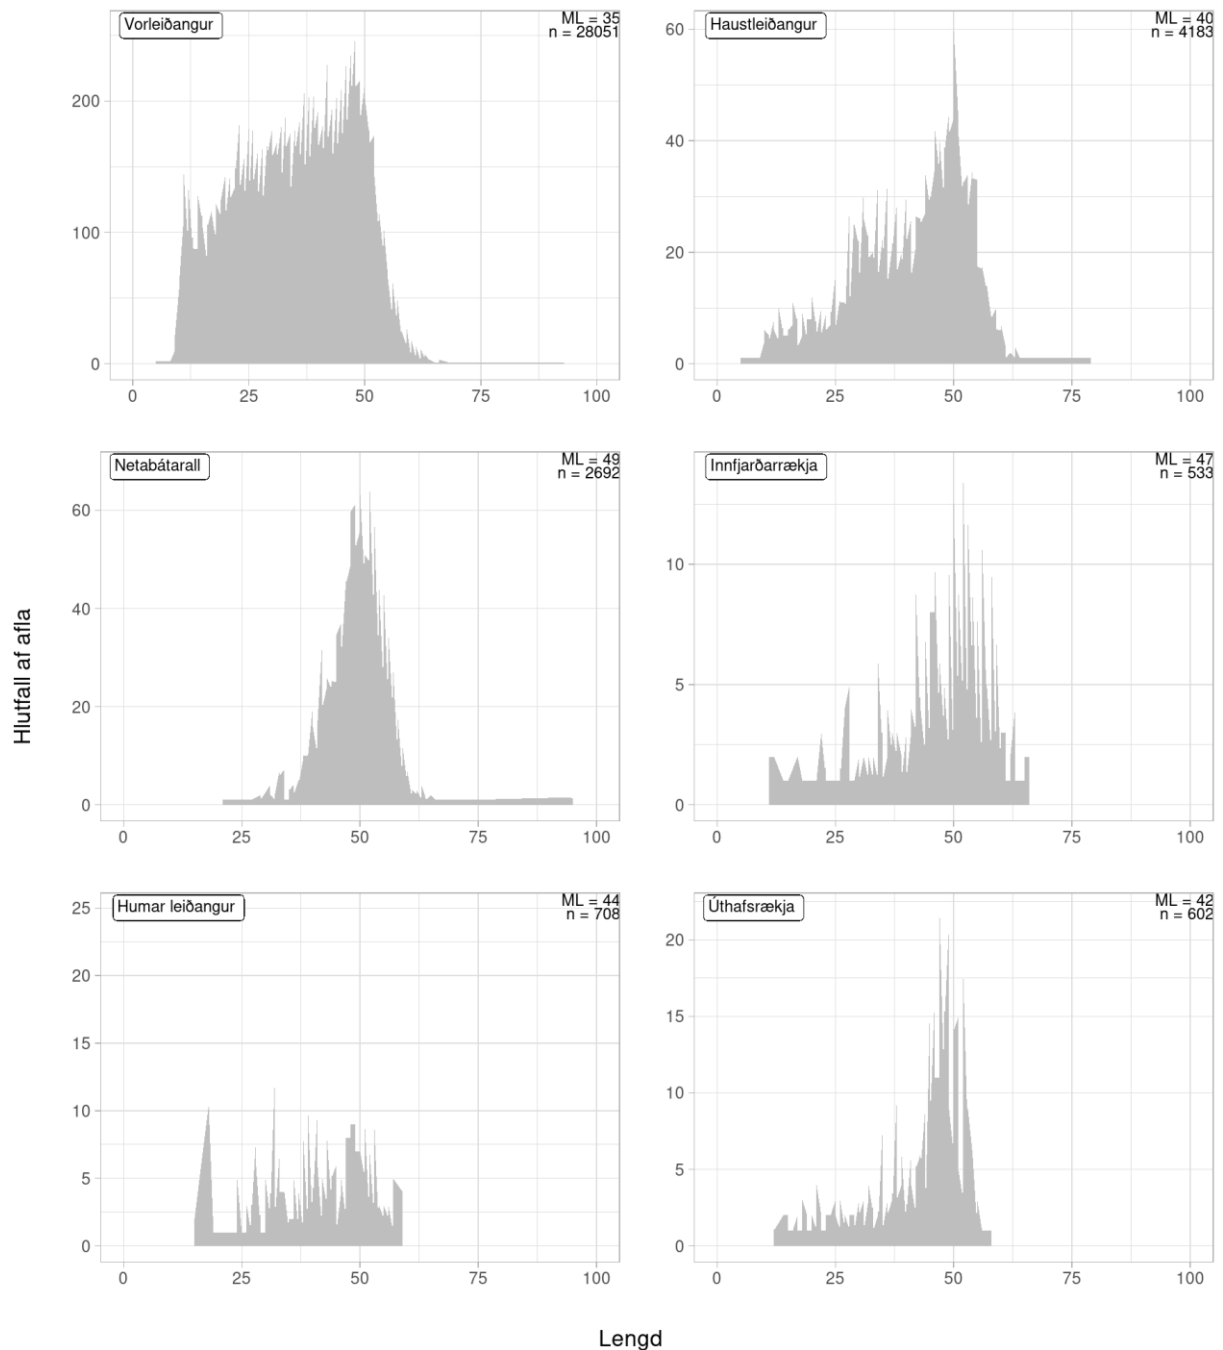 Vorleiðangur
ML = 35
n = 28051
200
100
0
0 25 50 75 100
Haustleiðangur
ML = 40
n = 4183
60
40
20
0
0 25 50 75 100
Netabátarall
ML = 49
n = 2692
60
40
20
0
0 25 50 75 100
Innfjarðarrækja
ML = 47
n = 533
10
5
0
0 25 50 75 100
Humar leiðangur
ML = 44
n = 708
25
20
15
10
5
0
0 25 50 75 100
Úthafsrækja
ML = 42
n = 602
20
15
10
5
0
0 25 50 75 100
Hlutfall af afla
Lengd